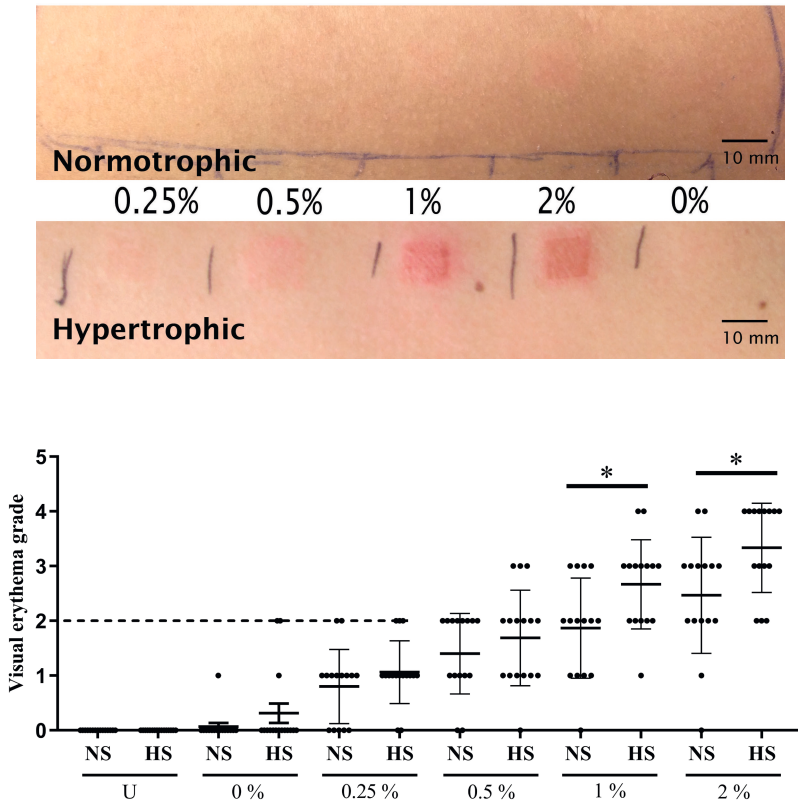 Normotrophic
10 mm
0.25% 0.5% 1% 2% 0%
Hypertrophic
10 mm
Visual erythema grade
5
4
3
2
1
0
* *
NS HS NS HS NS HS NS HS NS HS NS HS
U 0 % 0.25 % 0.5 % 1 % 2 %